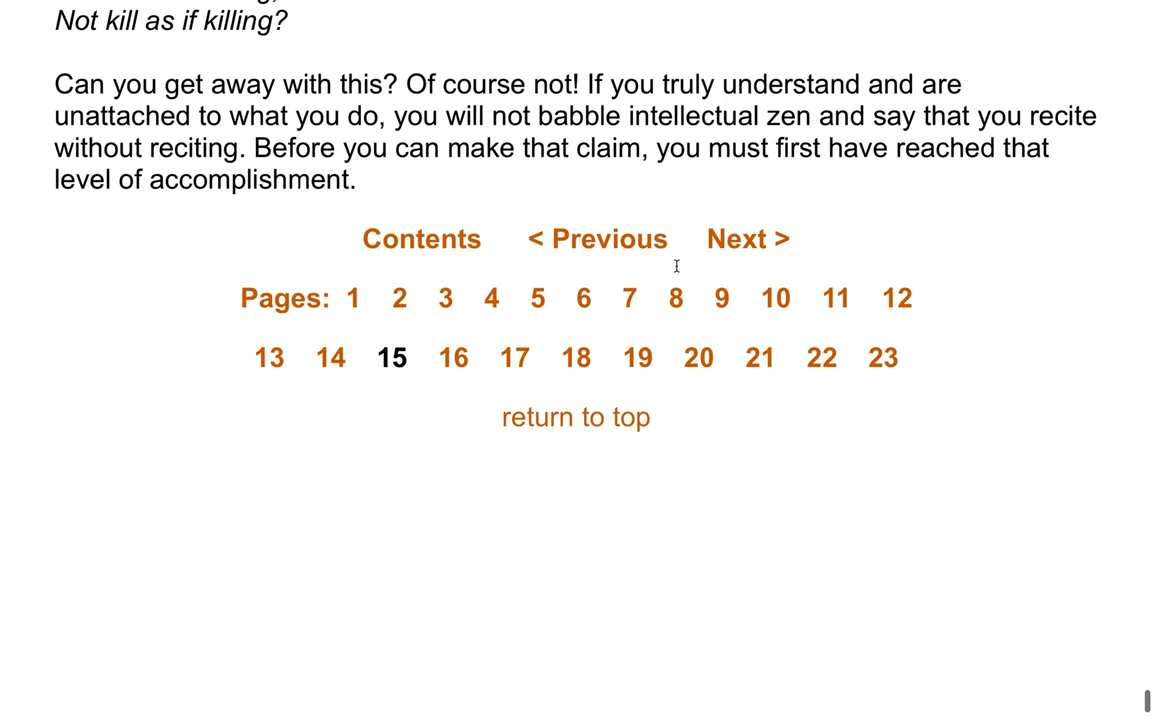 Not kill as if killing?
Can you get away with this? Of course not! If you truly understand and are
unattached to what you do, you will not babble intellectual zen and say that you recite
without reciting. Before you can make that claim, you must first have reached that
level of accomplishment.
Contents < Previous Next >
Pages: 1 2 3 4 5 6 7 8 9 10 11 12
13 14 15 16 17 18 19 20 21 22 23
return to top